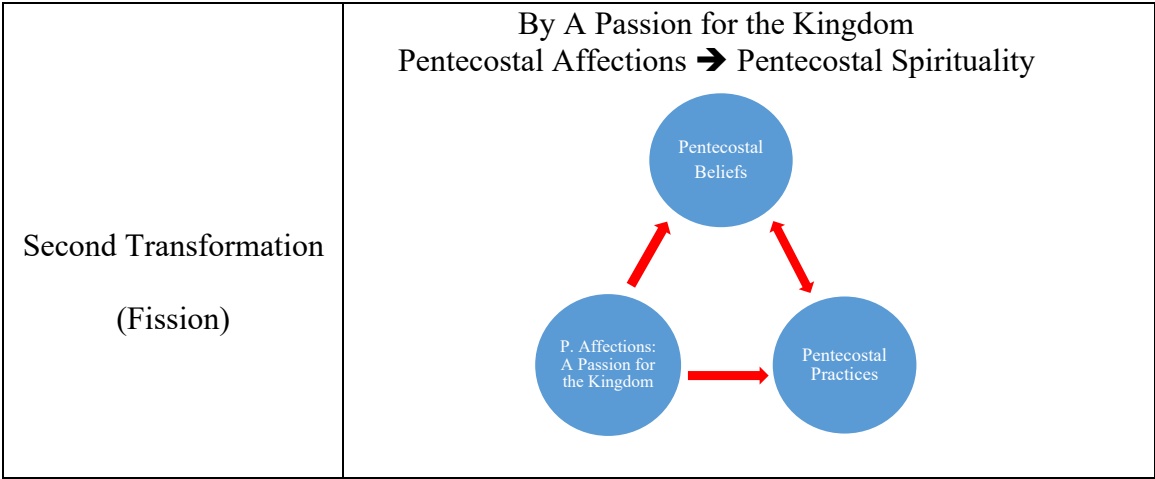 By A Passion for the Kingdom
Pentecostal Affections ➔ Pentecostal Spirituality
Second Transformation
(Fission)
Pentecostal
Beliefs
P. Affections:
A Passion for
the Kingdom
Pentecostal
Practices